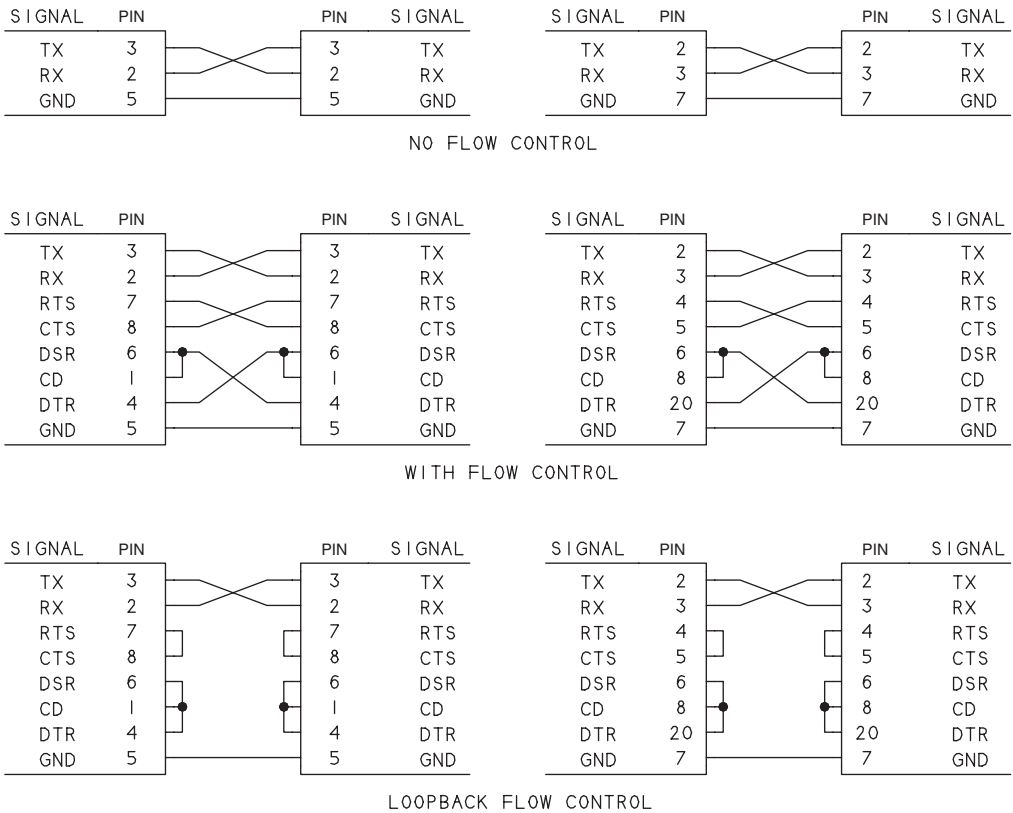 SIGNAL PIN PIN SIGNAL SIGNAL PIN PIN SIGNAL
TX 3 3 TX TX 2 2 TX
RX 2 2 RX RX 3 3 RX
GND 5 5 GND GND 7 7 GND
NO FLOW CONTROL
SIGNAL PIN PIN SIGNAL SIGNAL PIN PIN SIGNAL
TX 3 3 TX TX 2 2 TX
RX 2 2 RX RX 3 3 RX
RTS 7 7 RTS RTS 4 4 RTS
CTS 8 8 CTS CTS 5 5 CTS
DSR 6 6 DSR DSR 6 6 DSR
CD 1 1 CD CD 8 8 CD
DTR 4 4 DTR DTR 20 20 DTR
GND 5 5 GND GND 7 7 GND
WITH FLOW CONTROL
SIGNAL PIN PIN SIGNAL SIGNAL PIN PIN SIGNAL
TX 3 3 TX TX 2 2 TX
RX 2 2 RX RX 3 3 RX
RTS 7 7 RTS RTS 4 4 RTS
CTS 8 8 CTS CTS 5 5 CTS
DSR 6 6 DSR DSR 6 6 DSR
CD 1 1 CD CD 8 8 CD
DTR 4 4 DTR DTR 20 20 DTR
GND 5 5 GND GND 7 7 GND
LOOPBACK FLOW CONTROL